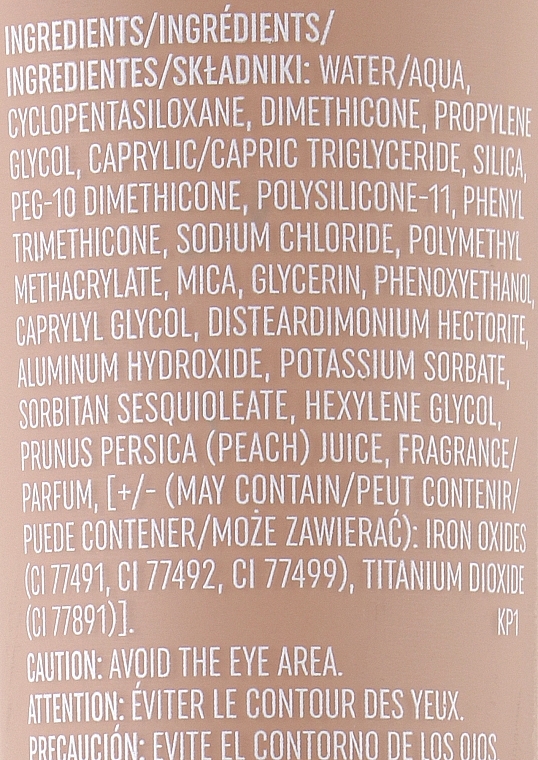 INGREDIENTS/INGRÉDIENTS/
INGREDIENTES/SKŁADNIKI: WATER/AQUA,
CYCLOPENTASILOXANE, DIMETHICONE, PROPYLENE
GLYCOL, CAPRYLIC/CAPRIC TRIGLYCERIDE, SILICA,
PEG-10 DIMETHICONE, POLYSILICONE-11, PHENYL
TRIMETHICONE, SODIUM CHLORIDE, POLYMETHYL
METHACRYLATE, MICA, GLYCERIN, PHENOXYETHANOL,
CAPRYLYL GLYCOL, DISTEARDIMONIUM HECTORITE,
ALUMINUM HYDROXIDE, POTASSIUM SORBATE,
SORBITAN SESQUIOLEATE, HEXYLENE GLYCOL,
PRUNUS PERSICA (PEACH) JUICE, FRAGRANCE/
PARFUM, [+/- (MAY CONTAIN/PEUT CONTENIR/
PUEDE CONTENER/MOŻE ZAWIERAĆ): IRON OXIDES
(CI 77491, CI 77492, CI 77499), TITANIUM DIOXIDE
(CI 77891)]. KP1
CAUTION: AVOID THE EYE AREA.
ATTENTION: ÉVITER LE CONTOUR DES YEUX.
PRECAUCIÓN: EVITE EL CONTORNO DE LOS OJOS.